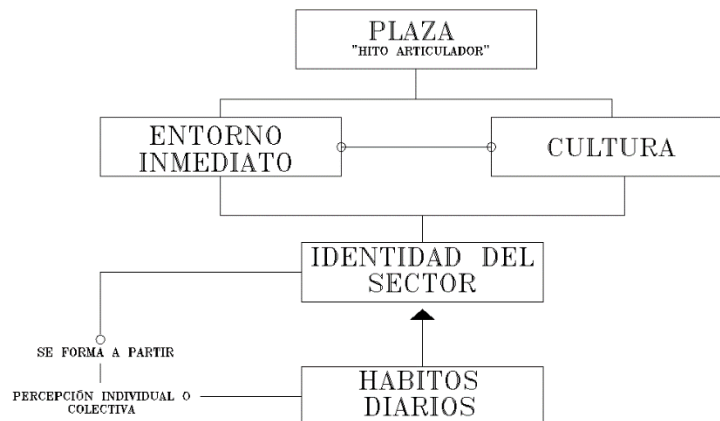 PLAZA
"HITO ARTICULADOR"
ENTORNO
INMEDIATO
CULTURA
IDENTIDAD DEL
SECTOR
SE FORMA A PARTIR
PERCEPCIÓN INDIVIDUAL O
COLECTIVA
HABITOS
DIARIOS